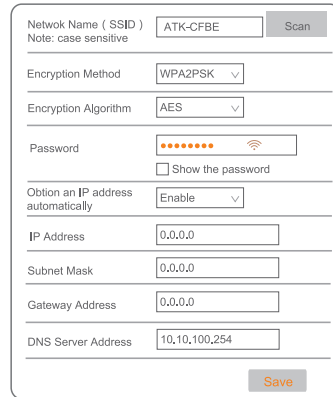 Netwok Name ( SSID )
Note: case sensitive
ATK-CFBE
Scan
Encryption Method
WPA2PSK
Encryption Algorithm
AES
Password
●●●●●●●●
Show the password
Obtion an IP address
automatically
Enable
IP Address
0.0.0.0
Subnet Mask
0.0.0.0
Gateway Address
0.0.0.0
DNS Server Address
10.10.100.254
Save